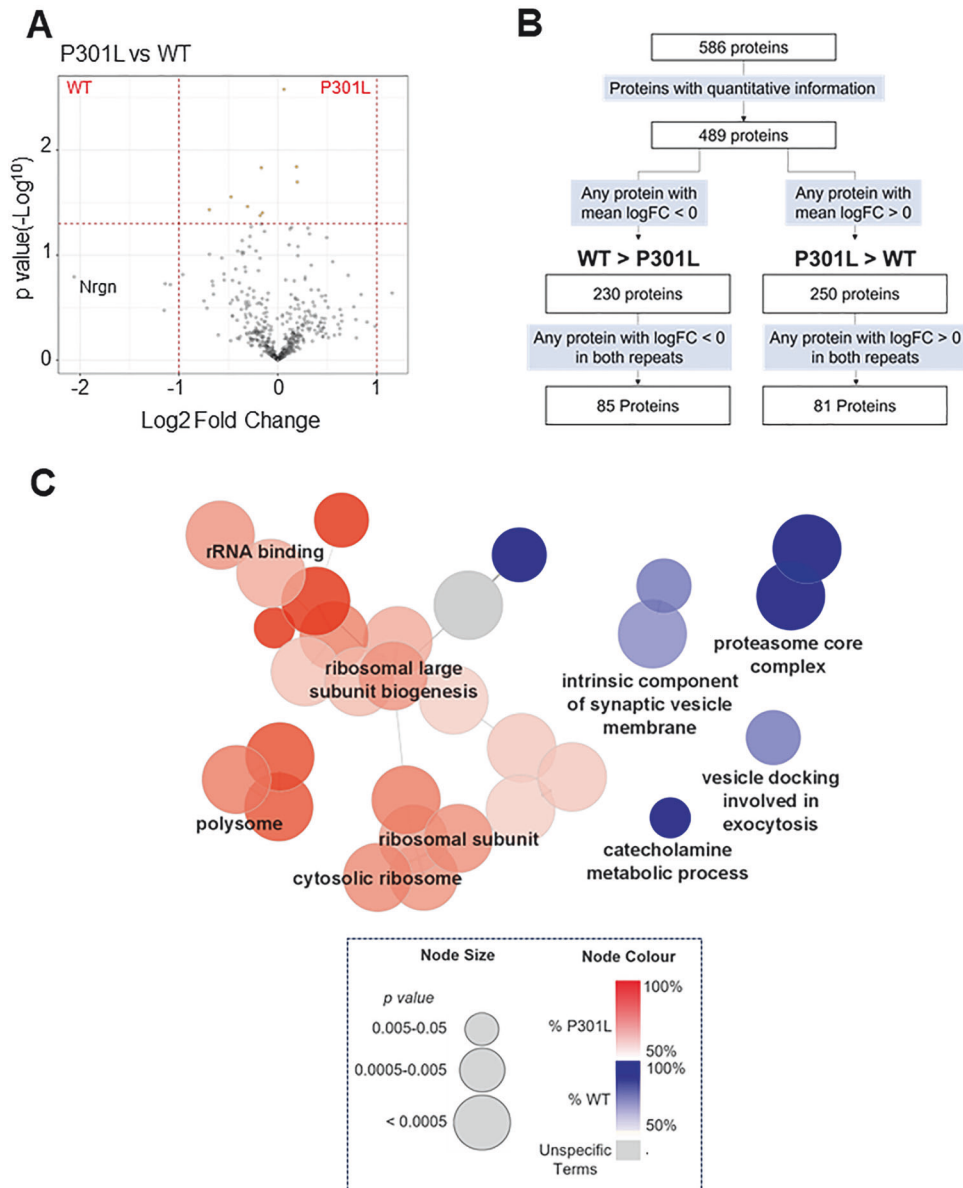 A
P301L vs WT
WT
P301L
2
1
0
p value(-Log10)
Nrgn
-2
-1
0
1
Log2 Fold Change
B
586 proteins
Proteins with quantitative information
489 proteins
Any protein with
mean logFC < 0
Any protein with
mean logFC > 0
WT > P301L
P301L > WT
230 proteins
250 proteins
Any protein with logFC < 0
in both repeats
Any protein with logFC > 0
in both repeats
85 Proteins
81 Proteins
C
rRNA binding
ribosomal large
subunit biogenesis
polysome
ribosomal subunit
cytosolic ribosome
intrinsic component
of synaptic vesicle
membrane
proteasome core
complex
vesicle docking
involved in
exocytosis
catecholamine
metabolic process
Node Size
p value
0.005-0.05
0.0005-0.005
< 0.0005
Node Colour
100%
% P301L
50%
100%
% WT
50%
Unspecific
Terms